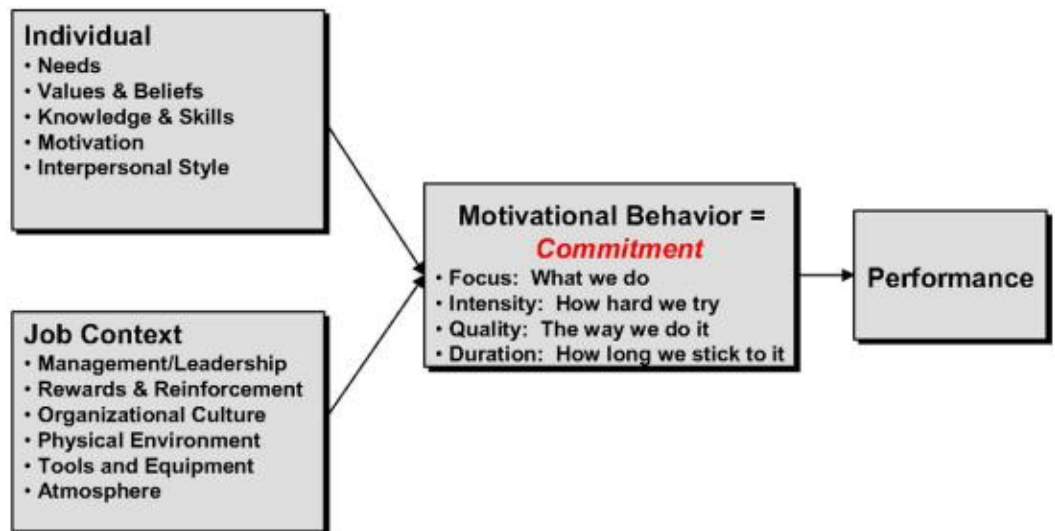 Individual
• Needs
• Values & Beliefs
• Knowledge & Skills
• Motivation
• Interpersonal Style
Job Context
• Management/Leadership
• Rewards & Reinforcement
• Organizational Culture
• Physical Environment
• Tools and Equipment
• Atmosphere
Motivational Behavior =
Commitment
• Focus: What we do
• Intensity: How hard we try
• Quality: The way we do it
• Duration: How long we stick to it
Performance